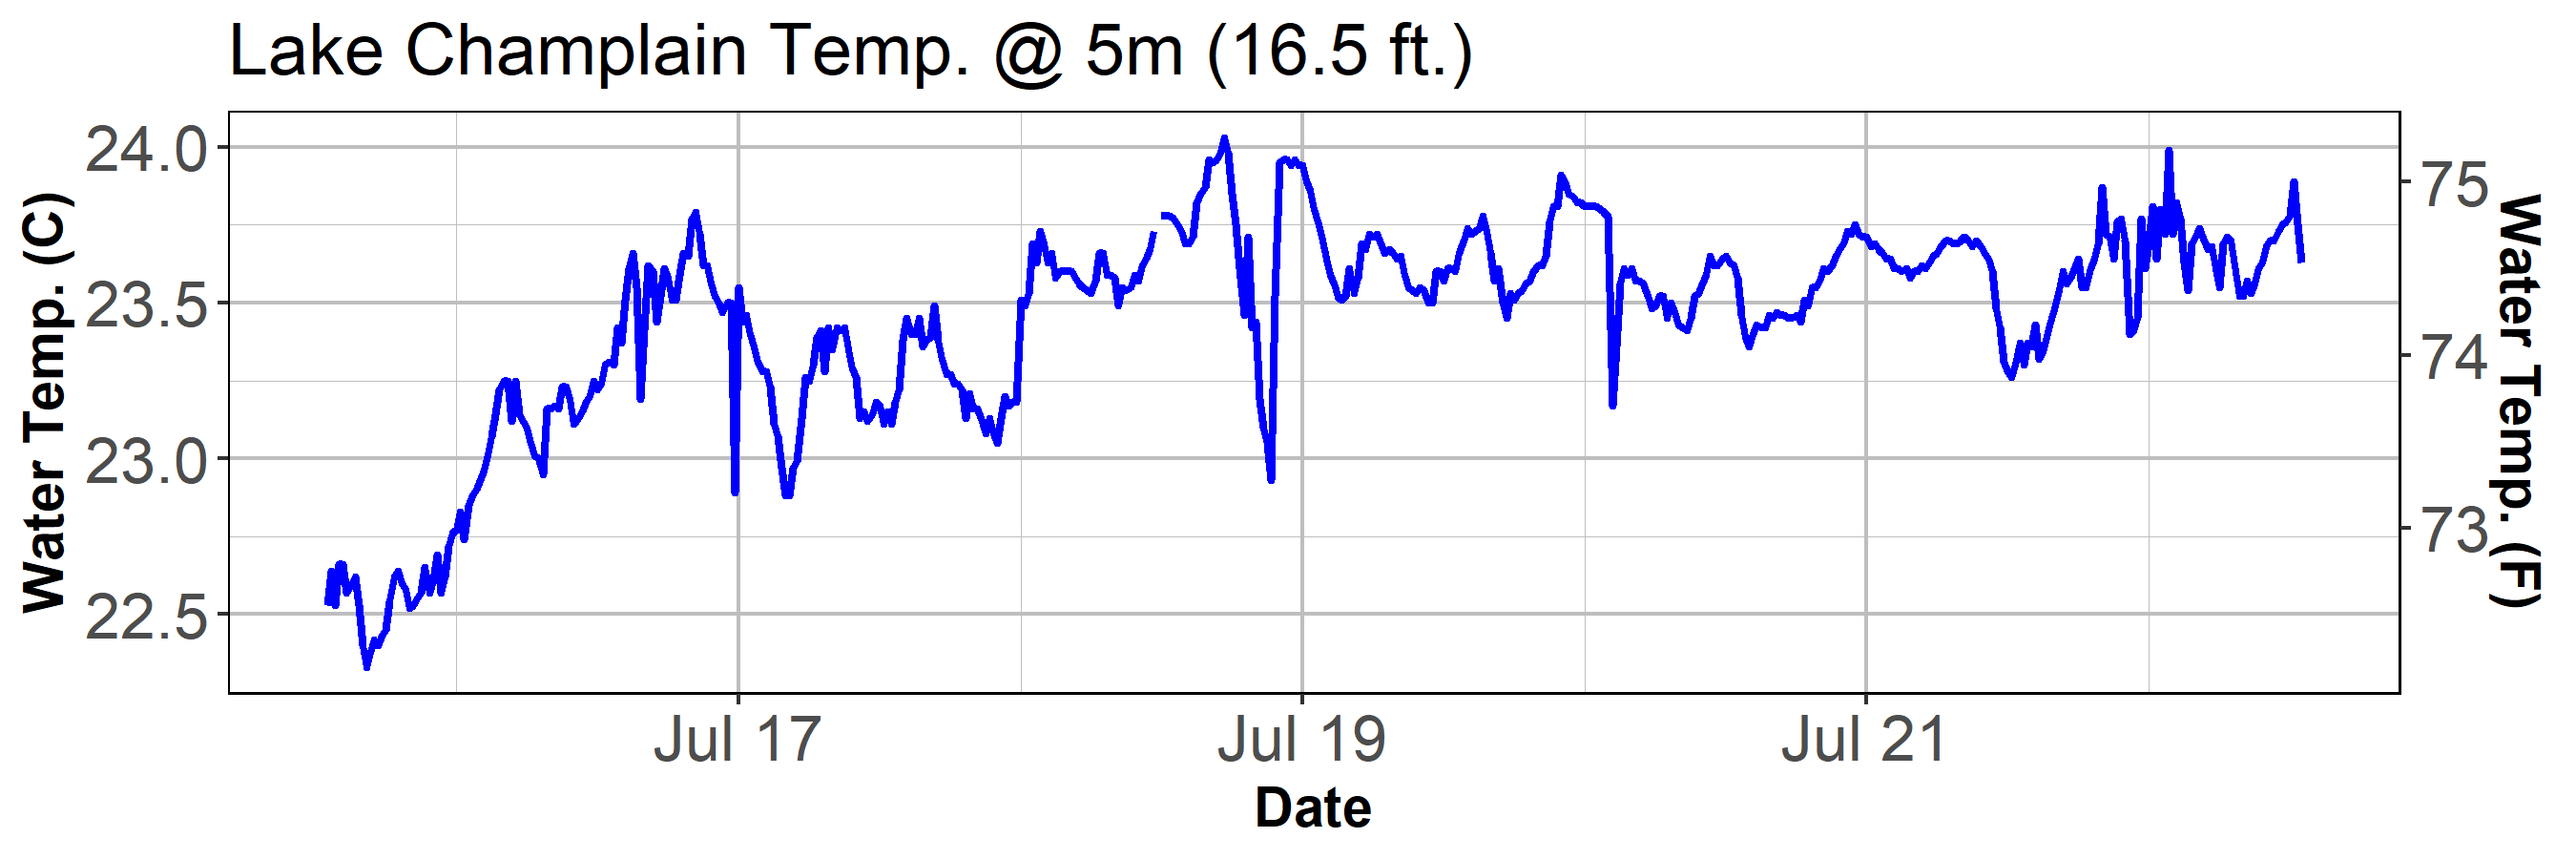 Lake Champlain Temp. @ 5m (16.5 ft.)
Water Temp. (C)
24.0
23.5
23.0
22.5
75
74
73
Water Temp. (F)
Jul 17 Jul 19 Jul 21
Date